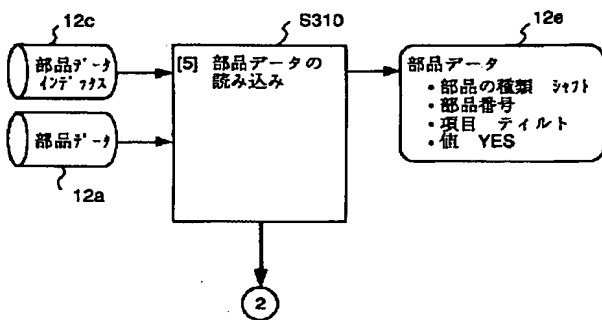 12c
S310
12e
部品データ
インデックス
[5] 部品データの
読み込み
部品データ
・部品の種類 シャフト
・部品番号
・項目 ティルト
・値 YES
部品データ
12a
2